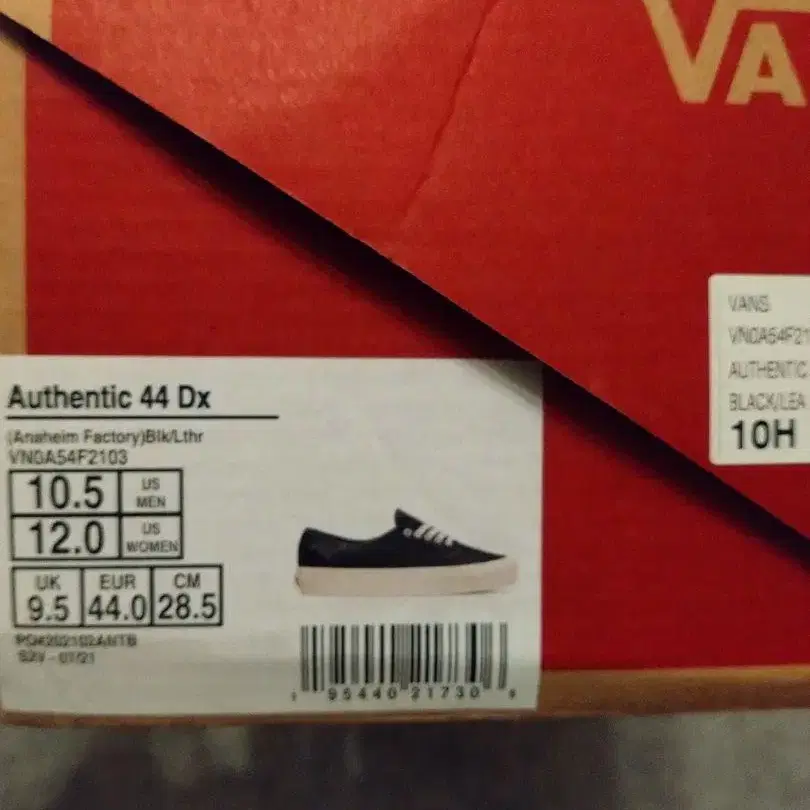 VA
VANS
VN0A54F21
AUTHENTIC
BLACK/LEA
10H
Authentic 44 Dx
(Anaheim Factory)Blk/Lthr
VN0A54F2103
10.5 US MEN
12.0 US WOMEN
UK EUR CM
9.5 44.0 28.5
95440 21730